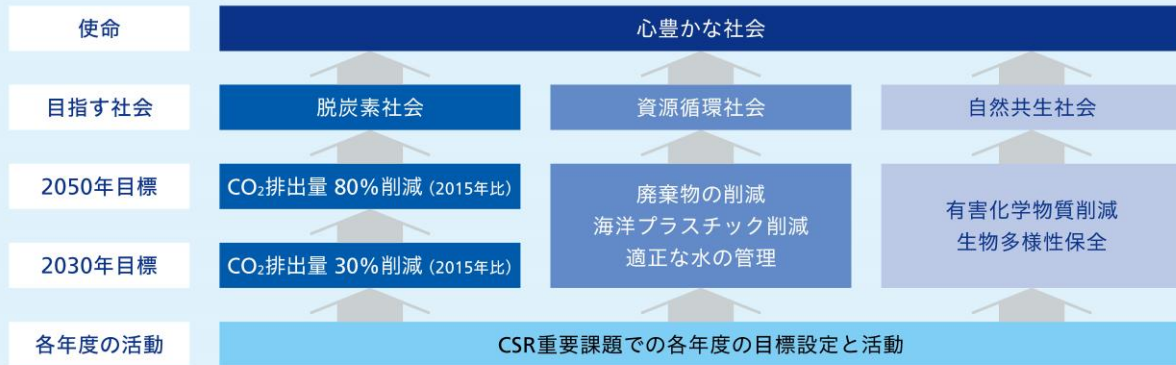 使命
心豊かな社会
目指す社会
脱炭素社会
資源循環社会
自然共生社会
2050年目標
CO₂排出量 80%削減（2015年比）
2030年目標
CO₂排出量 30%削減（2015年比）
廃棄物の削減
海洋プラスチック削減
適正な水の管理
有害化学物質削減
生物多様性保全
各年度の活動
CSR重要課題での各年度の目標設定と活動